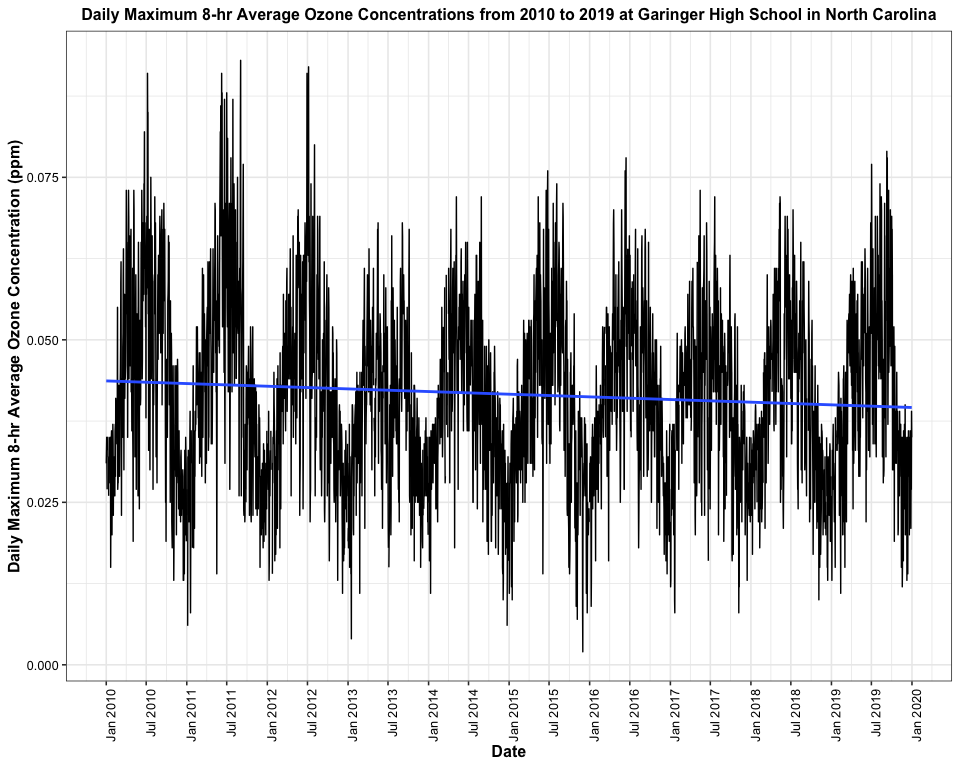 Daily Maximum 8-hr Average Ozone Concentrations from 2010 to 2019 at Garinger High School in North Carolina
Daily Maximum 8-hr Average Ozone Concentration (ppm)
0.075
0.050
0.025
0.000
Jan 2010
Jul 2010
Jan 2011
Jul 2011
Jan 2012
Jul 2012
Jan 2013
Jul 2013
Jan 2014
Jul 2014
Jan 2015
Jul 2015
Jan 2016
Jul 2016
Jan 2017
Jul 2017
Jan 2018
Jul 2018
Jan 2019
Jul 2019
Jan 2020
Date